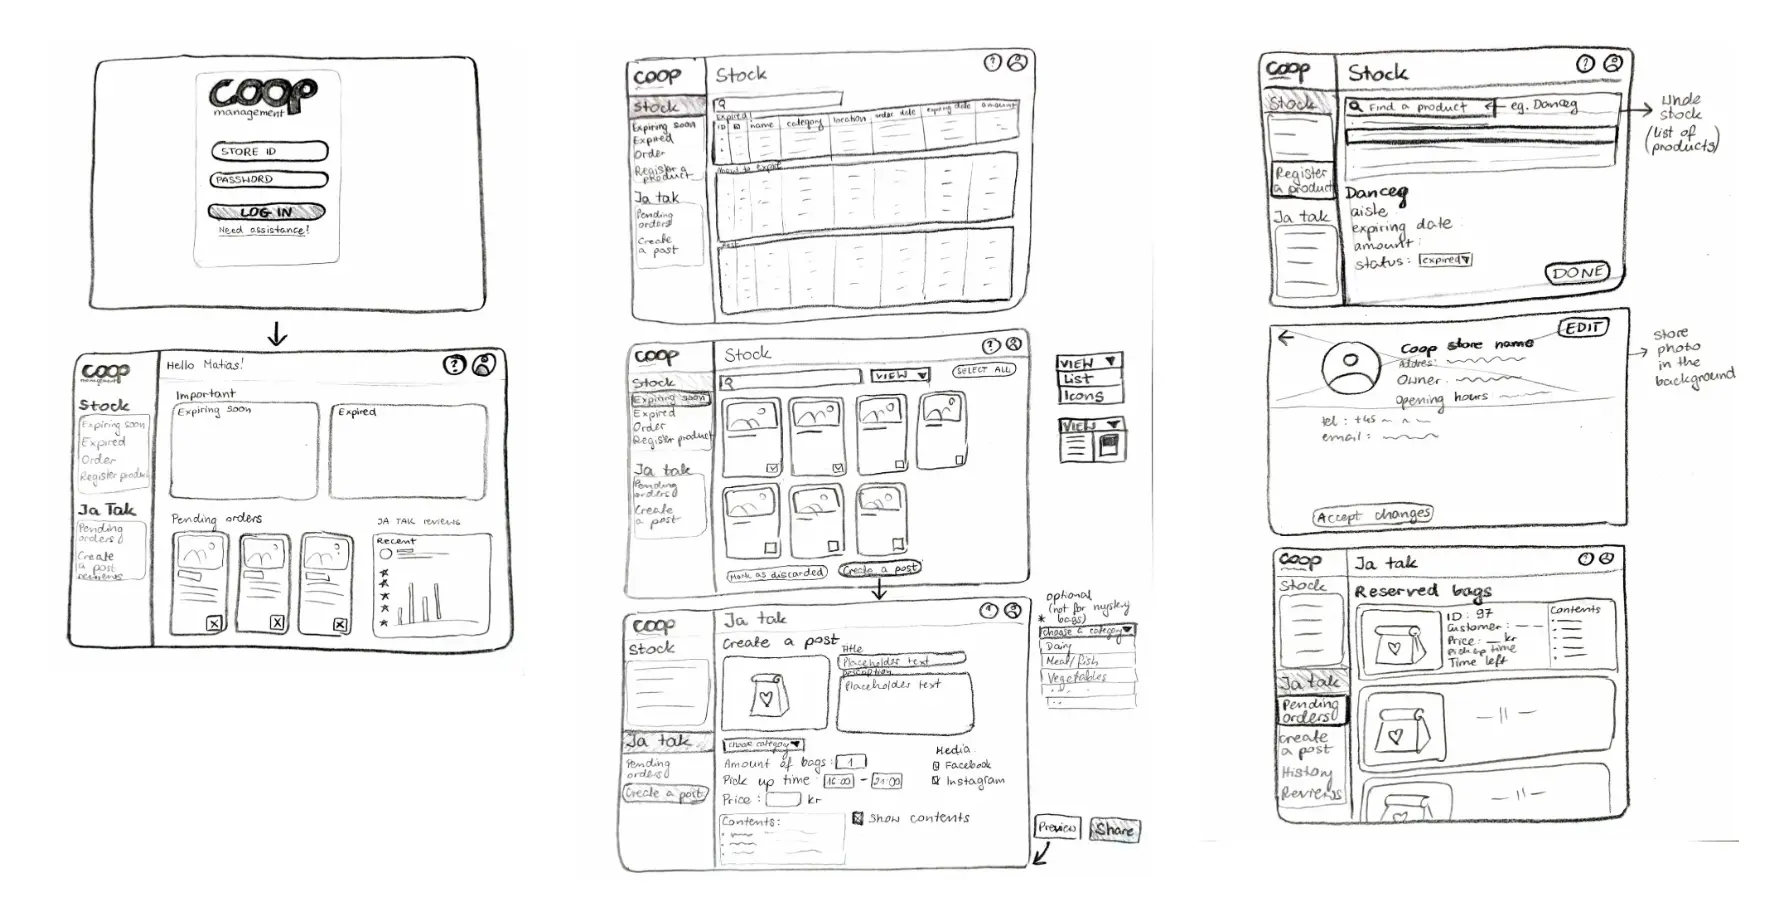 coop
management
STORE ID
PASSWORD
LOG IN
Need assistance!
coop
management
Hello Matias!
?
Stock
Expiring soon
Expired
Order
Register product
Ja Tak
Pending
orders
Create
a post
reviews
Important
Expiring soon
Expired
Pending orders
JA TAK reviews
Recent
coop
Stock
?
Stock
Expiring soon
Expired
Order
Register a
product
Ja tak
Pending
orders
Create
a post
Expired
ID
name
category
location
order date
expiring date
amount
About to expire
Rest
coop
Stock
?
Stock
Expiring soon
Expired
Order
Register product
Ja tak
Pending
orders
Create
a post
VIEW
SELECT ALL
Mark as discarded
Create a post
VIEW
List
Icons
VIEW
coop
Ja tak
?
Stock
Ja tak
Pending
orders
Create a post
Create a post
Title
Placeholder text
Description
Placeholder text
choose category
Amount of bags: 1
Pick up time: 16:00 - 21:00
Price: kr
Contents:
Show contents
Media
Facebook
Instagram
optional
(not for mystery
* bags)
choose a category
Dairy
Meat/fish
Vegetables
Preview
Share
coop
Stock
?
Stock
Register
a product
Ja tak
Find a product
eg. Danceg
Whole
stock
(list of
products)
Danceg
aisle
expiring date :
amount :
status: expired
DONE
EDIT
Coop store name
Adress:
Owner
Opening hours
tel : +45
email :
Accept changes
store
photo
in the
background
coop
Ja tak
?
Stock
Ja tak
Pending
orders
Create
a post
History
Reviews
Reserved bags
ID: 97
Customer:
Price: kr
Pick up time
Time left
Contents